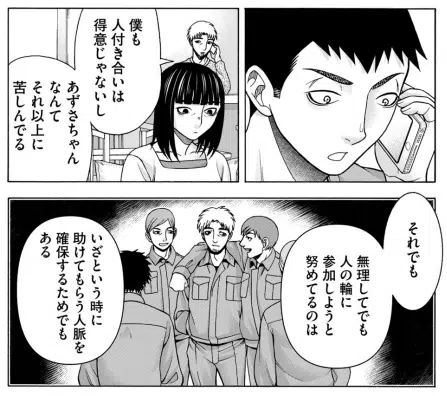 僕も
人付き合いは
得意じゃないし
あずさちゃん
なんて
それ以上に
苦しんでる
それでも
無理してでも
人の輪に
参加しようと
努めてるのは
いざという時に
助けてもらう人脈を
確保するためでも
ある